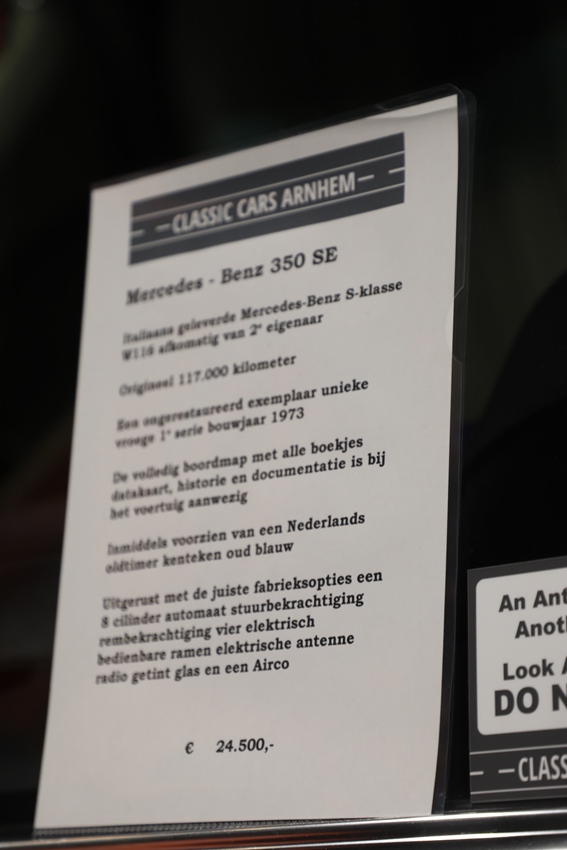 CLASSIC CARS ARNHEM
Mercedes - Benz 350 SE
Italiaans geleverde Mercedes-Benz S-klasse
W116 afkomstig van 2e eigenaar
Origineel 117.000 kilometer
Een ongerestaureerd exemplaar unieke
vroege 1e serie bouwjaar 1973
De volledig boordmap met alle boekjes
datakaart, historie en documentatie is bij
het voertuig aanwezig
Inmiddels voorzien van een Nederlands
oldtimer kenteken oud blauw
Uitgerust met de juiste fabrieksopties een
8 cilinder automaat stuurbekrachtiging
rembekrachtiging vier elektrisch
bedienbare ramen elektrische antenne
radio getint glas en een Airco
€ 24.500,-
An Ant
Anot
Look A
DO N
CLASS